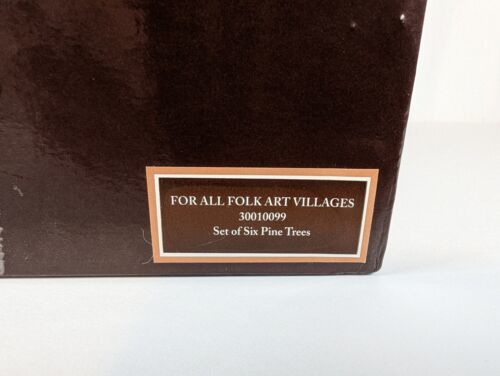 FOR ALL FOLK ART VILLAGES
30010099
Set of Six Pine Trees